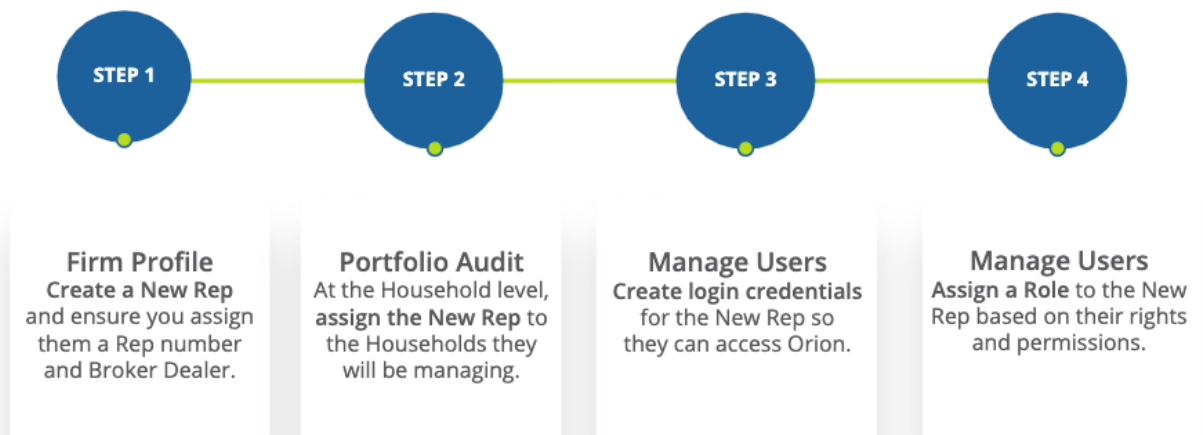 STEP 1
STEP 2
STEP 3
STEP 4
Firm Profile
Create a New Rep
and ensure you assign
them a Rep number
and Broker Dealer.
Portfolio Audit
At the Household level,
assign the New Rep to
the Households they
will be managing.
Manage Users
Create login credentials
for the New Rep so
they can access Orion.
Manage Users
Assign a Role to the New
Rep based on their rights
and permissions.